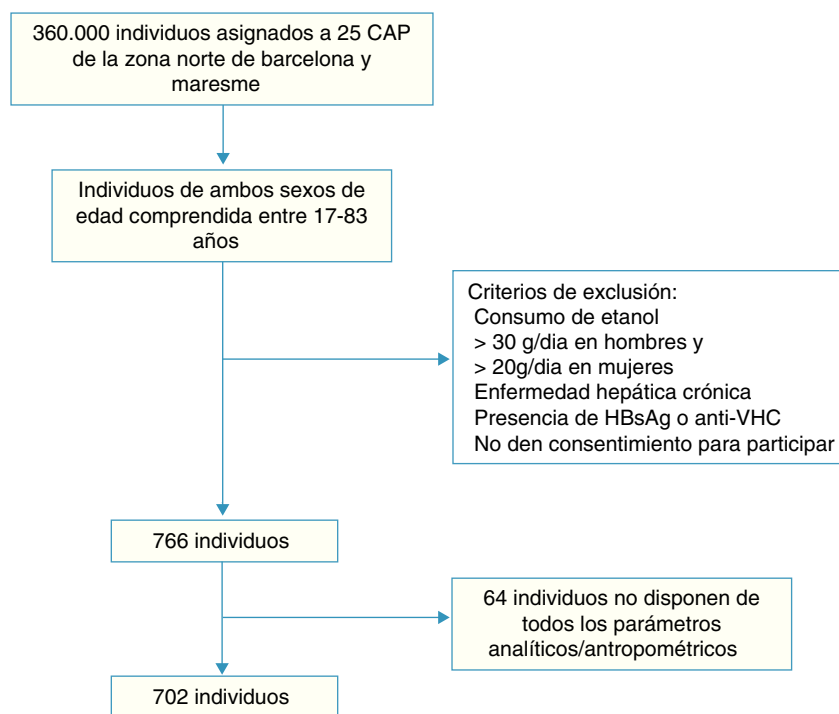 360.000 individuos asignados a 25 CAP
de la zona norte de barcelona y
maresme
Individuos de ambos sexos de
edad comprendida entre 17-83
años
Criterios de exclusión:
Consumo de etanol
> 30 g/dia en hombres y
> 20g/dia en mujeres
Enfermedad hepática crónica
Presencia de HBsAg o anti-VHC
No den consentimiento para participar
766 individuos
64 individuos no disponen de
todos los parámetros
analíticos/antropométricos
702 individuos